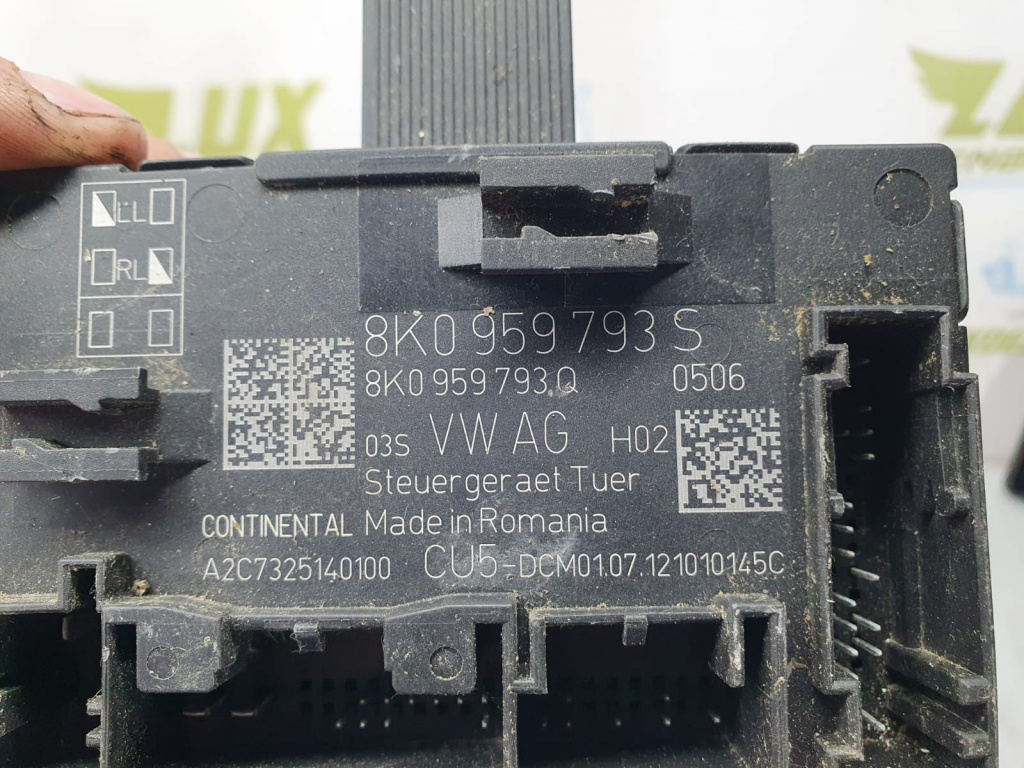 LUX
LL
RL
8K0 959 793 S
8K0 959 793 Q 0506
03S VW AG H02
Steuergeraet Tuer
CONTINENTAL Made in Romania
A2C7325140100 CU5-DCM01.07.121010145C